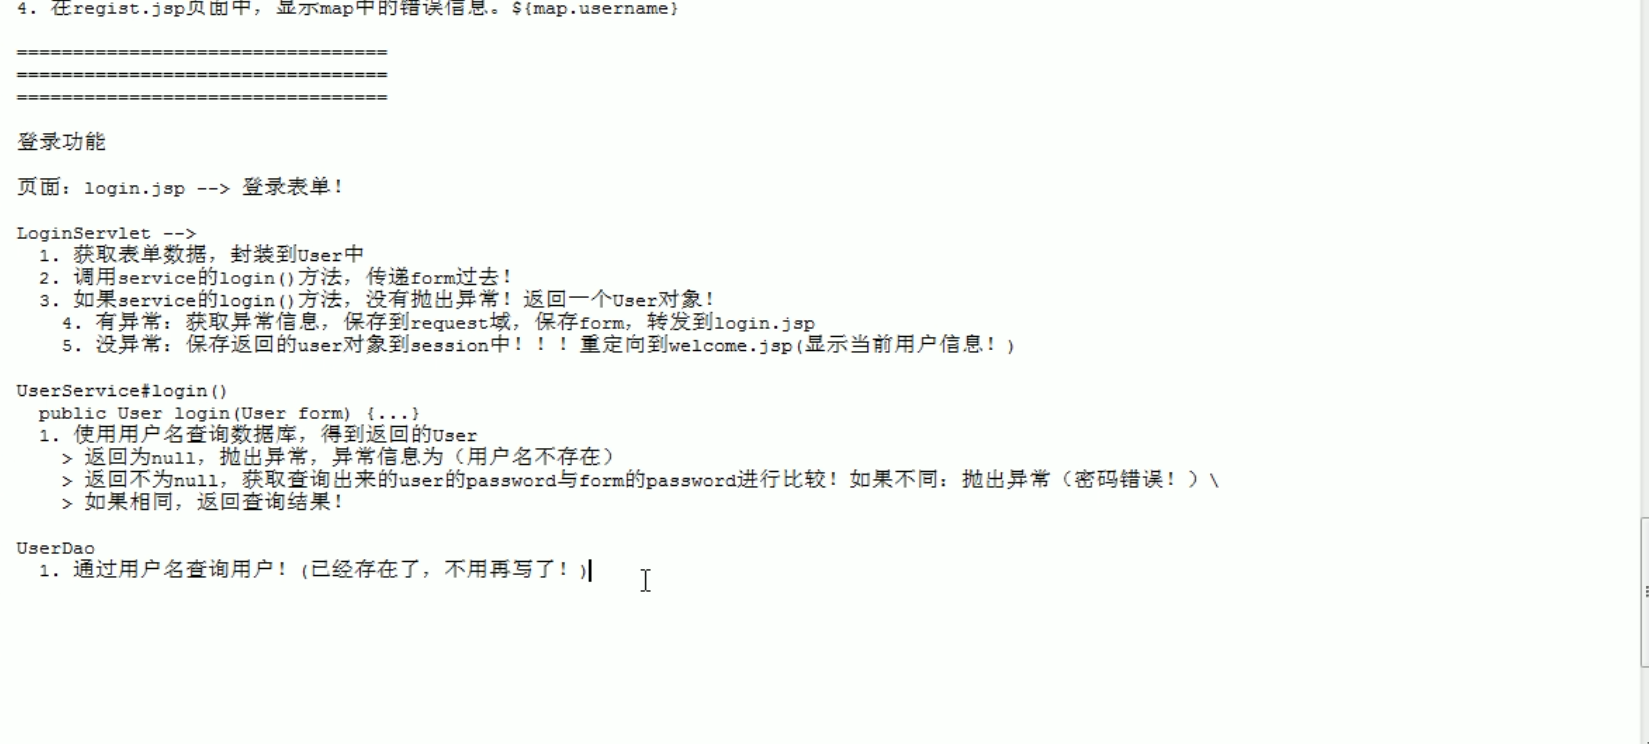 4. 在regist.jsp页面中，显示map中的错误信息。${map.username}
=================================
=================================
=================================
登录功能
页面：login.jsp --> 登录表单！
LoginServlet -->
1. 获取表单数据，封装到User中
2. 调用service的login()方法，传递form过去！
3. 如果service的login()方法，没有抛出异常！返回一个User对象！
4. 有异常：获取异常信息，保存到request域，保存form，转发到login.jsp
5. 没异常：保存返回的user对象到session中！！！重定向到welcome.jsp(显示当前用户信息！)
UserService#login()
public User login(User form) {...}
1. 使用用户名查询数据库，得到返回的User
> 返回为null，抛出异常，异常信息为（用户名不存在）
> 返回不为null，获取查询出来的user的password与form的password进行比较！如果不同：抛出异常（密码错误！）\
> 如果相同，返回查询结果！
UserDao
1. 通过用户名查询用户！(已经存在了，不用再写了！)